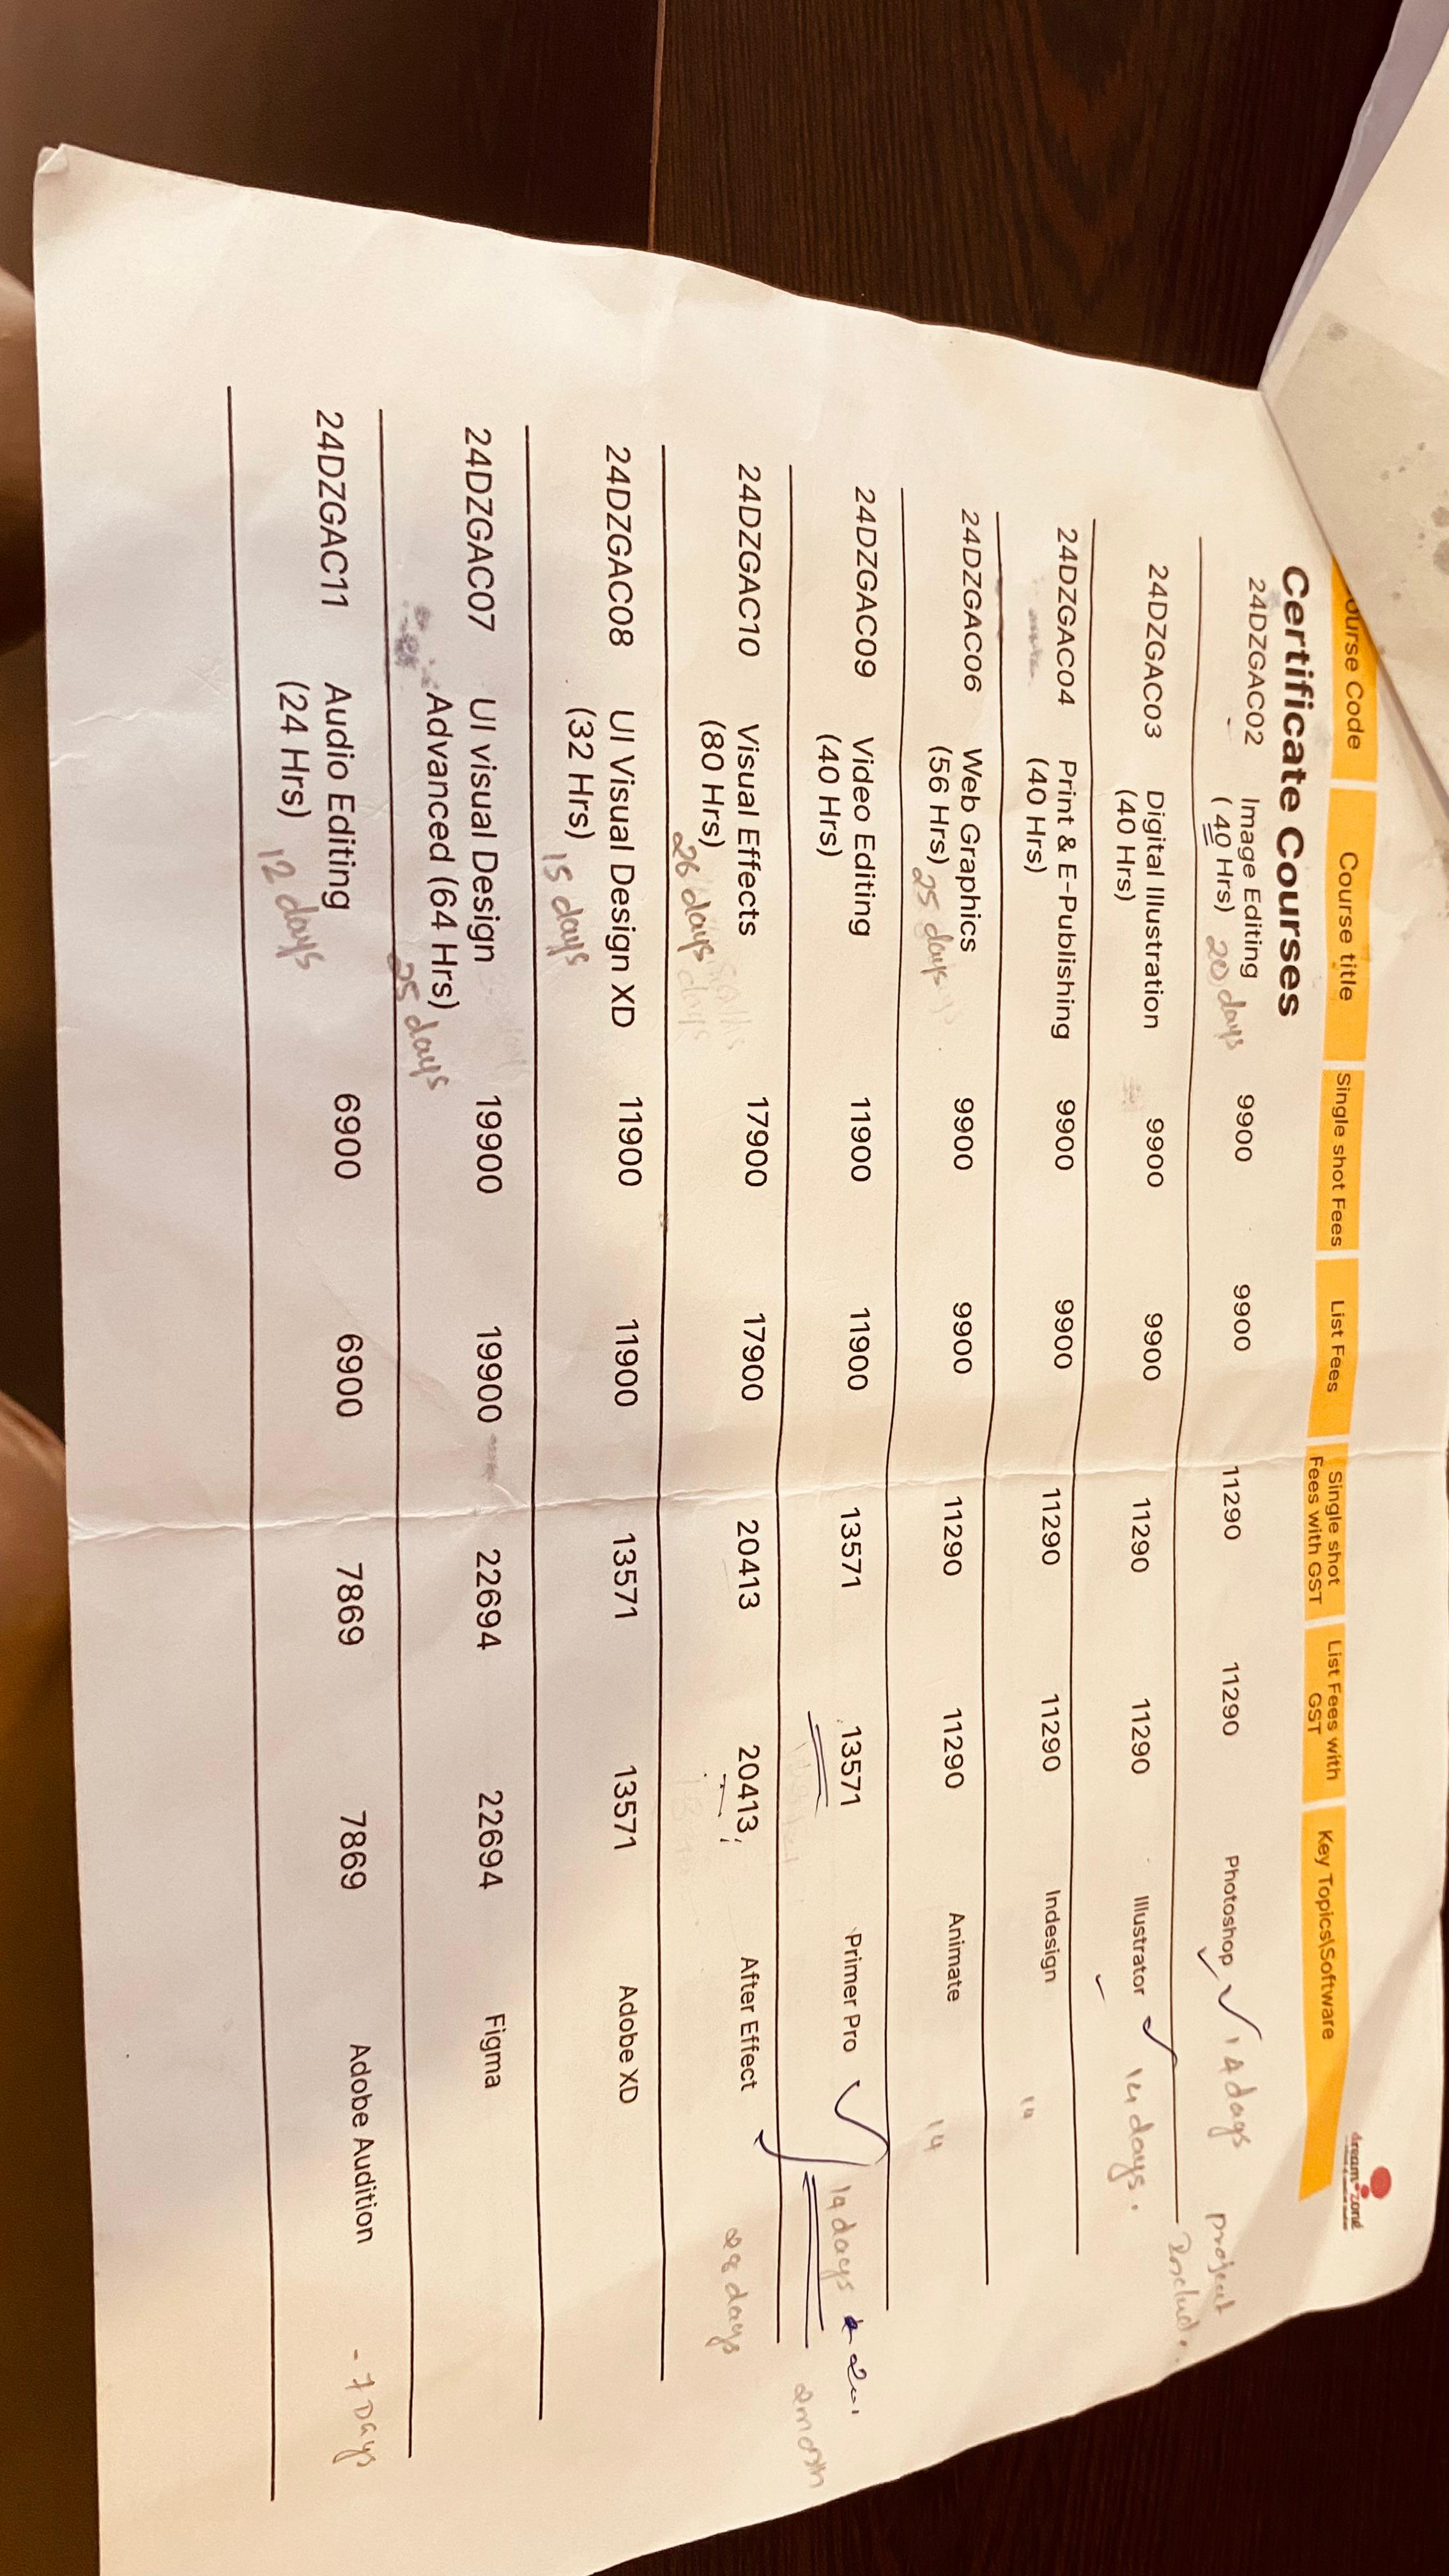 dream zone
ourse Code Course title Single shot Fees List Fees Single shot Fees with GST List Fees with GST Key Topics\Software
Certificate Courses
24DZGAC02 Image Editing 9900 9900 11290 11290 Photoshop 14 days
( 40 Hrs) 20 days
project
24DZGAC03 Digital Illustration 9900 9900 11290 11290 Illustrator 14 days.
(40 Hrs)
24DZGAC04 Print & E-Publishing 9900 9900 11290 11290 Indesign
(40 Hrs)
24DZGAC06 Web Graphics 9900 9900 11290 11290 Animate 14
(56 Hrs) 25 days
24DZGAC09 Video Editing 11900 11900 13571 13571 Primer Pro 14 days
(40 Hrs)
2 month
24DZGAC10 Visual Effects 17900 17900 20413 20413 After Effect 28 days
(80 Hrs) 26 days
24DZGAC08 UI Visual Design XD 11900 11900 13571 13571 Adobe XD
(32 Hrs) 15 days
24DZGAC07 UI visual Design 19900 19900 22694 22694 Figma
Advanced (64 Hrs) 25 days
24DZGAC11 Audio Editing 6900 6900 7869 7869 Adobe Audition - 7 Days
(24 Hrs) 12 days